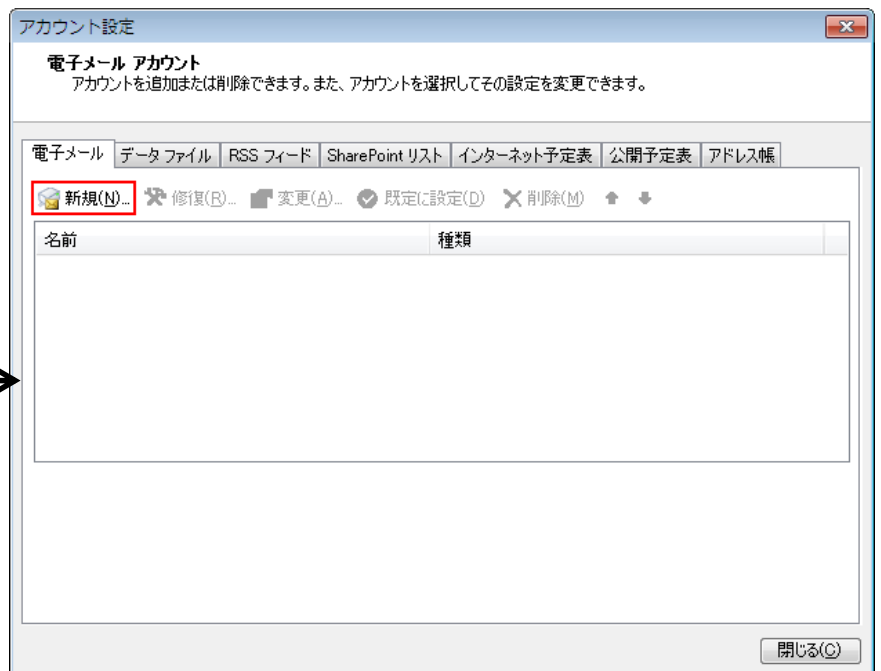 アカウント設定
電子メール アカウント
アカウントを追加または削除できます。また、アカウントを選択してその設定を変更できます。
電子メール データ ファイル RSS フィード SharePoint リスト インターネット予定表 公開予定表 アドレス帳
新規(N)... 修復(R)... 変更(A)... 既定に設定(D) 削除(M)
名前 種類
閉じる(C)